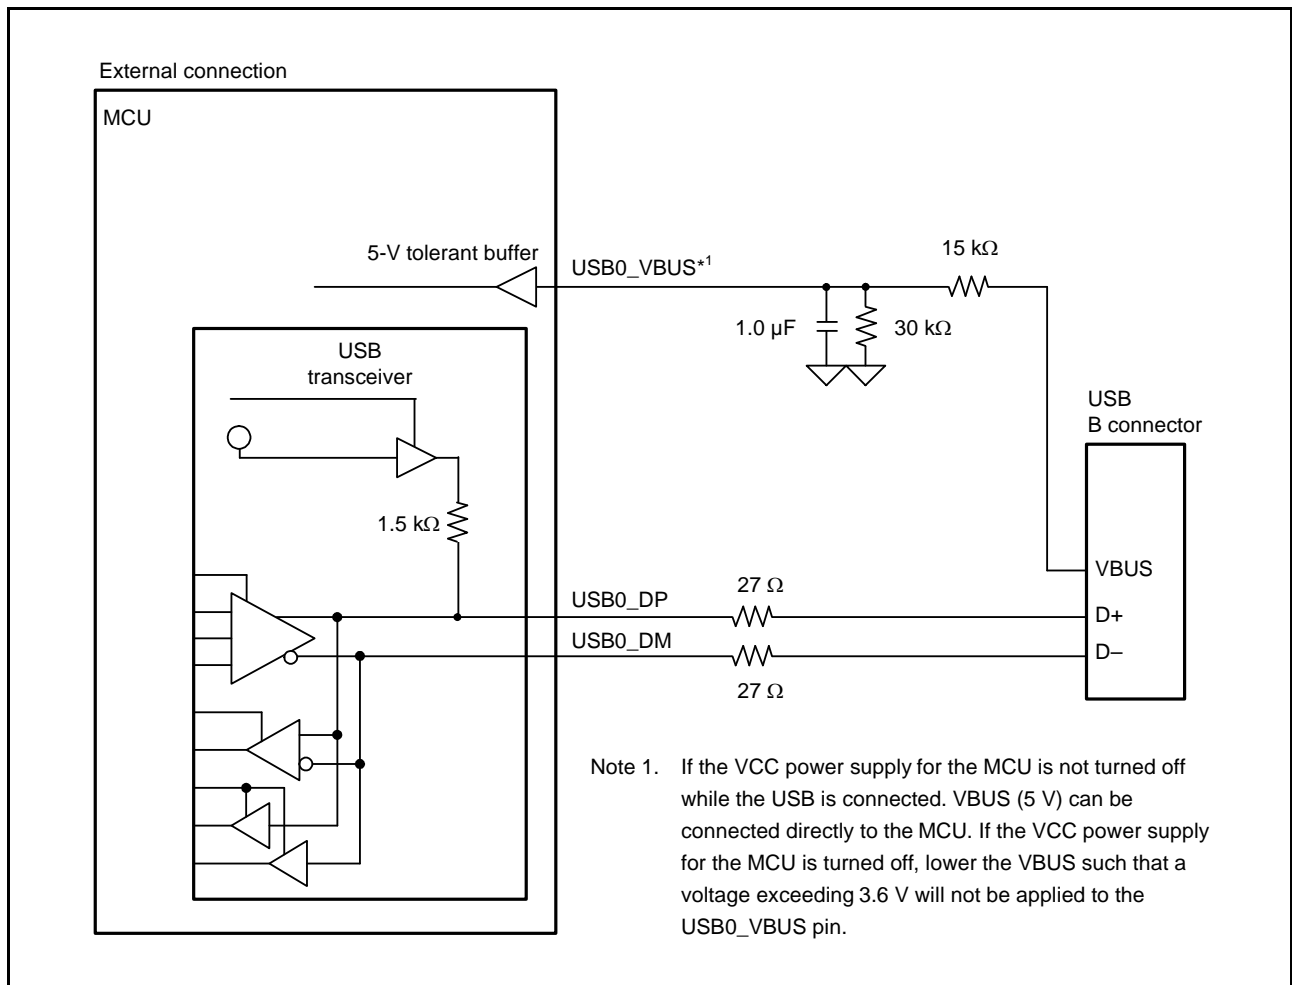 External connection
MCU
5-V tolerant buffer
USB0_VBUS*1
15 kΩ
1.0 µF
30 kΩ
USB
transceiver
USB
B connector
1.5 kΩ
VBUS
27 Ω
USB0_DP
D+
USB0_DM
D–
27 Ω
Note 1. If the VCC power supply for the MCU is not turned off
while the USB is connected. VBUS (5 V) can be
connected directly to the MCU. If the VCC power supply
for the MCU is turned off, lower the VBUS such that a
voltage exceeding 3.6 V will not be applied to the
USB0_VBUS pin.